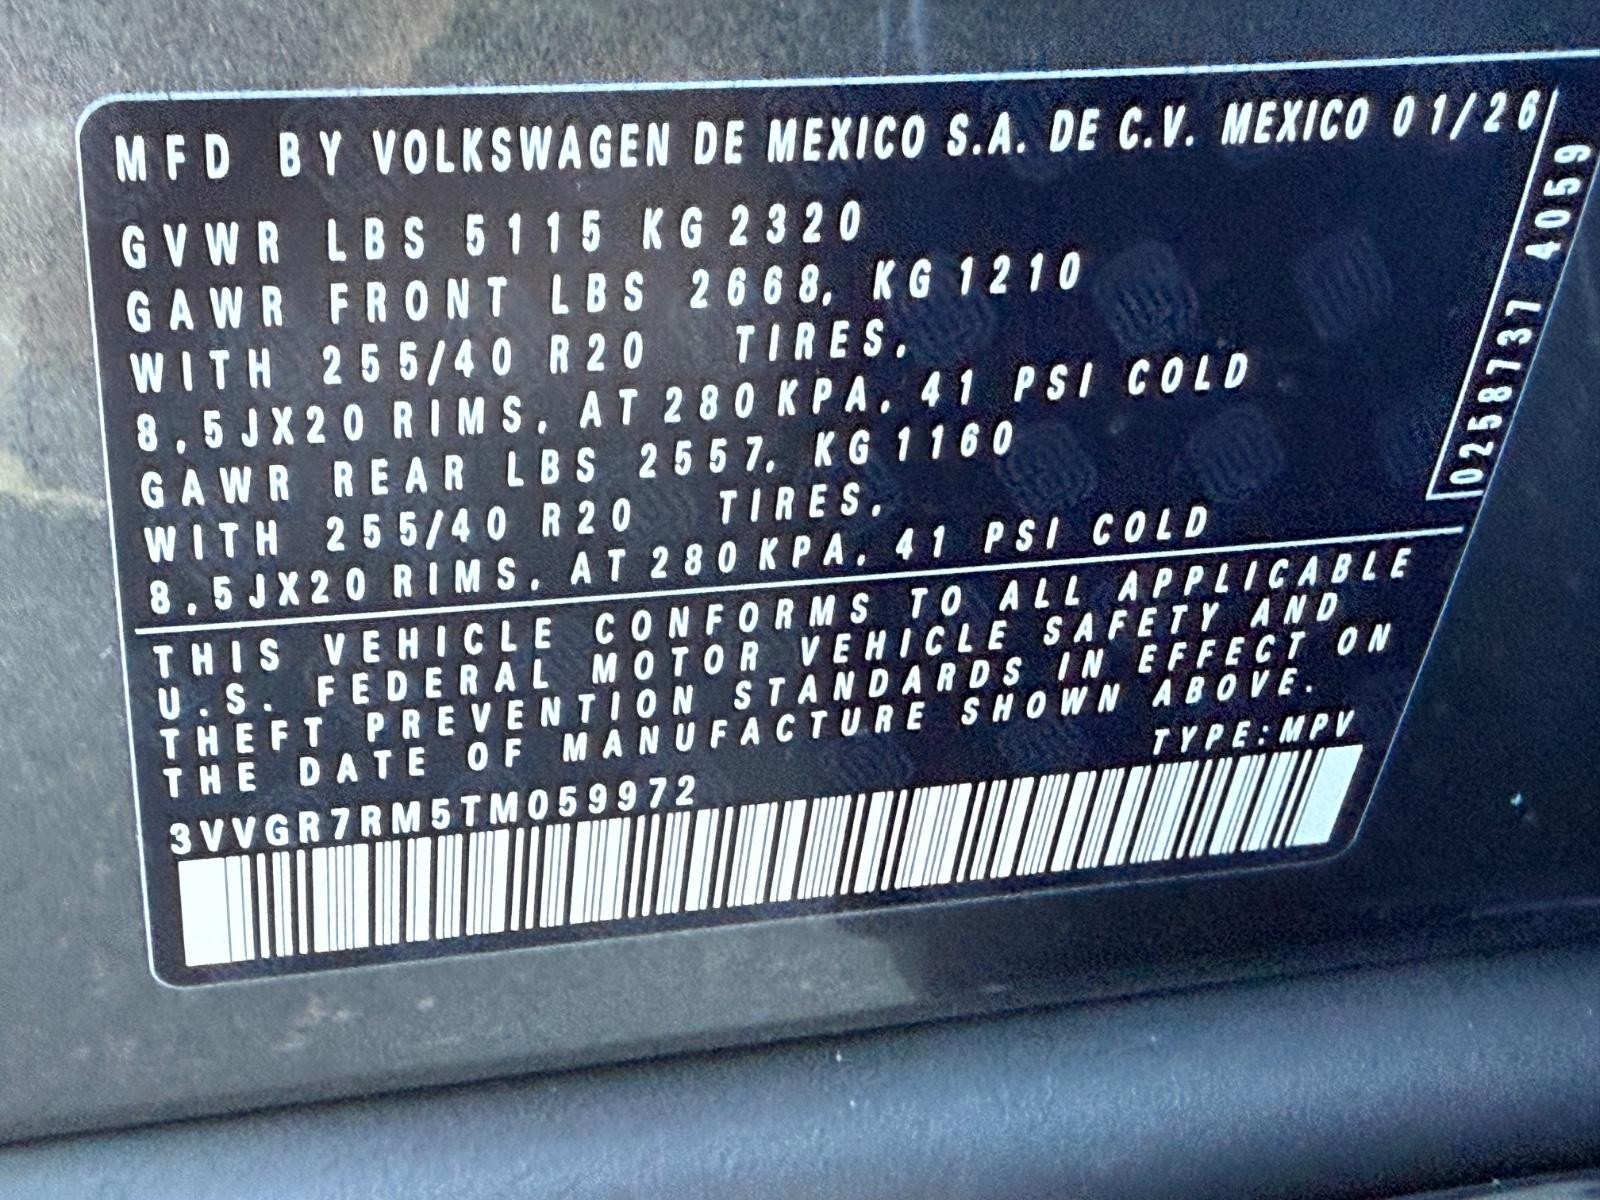 MFD BY VOLKSWAGEN DE MEXICO S.A. DE C.V. MEXICO 01/26
GVWR LBS 5115 KG 2320
GAWR FRONT LBS 2668, KG 1210
WITH 255/40 R20 TIRES,
8,5JX20 RIMS, AT 280 KPA, 41 PSI COLD
GAWR REAR LBS 2557, KG 1160
WITH 255/40 R20 TIRES,
8,5JX20 RIMS, AT 280 KPA, 41 PSI COLD
0258737 4059
THIS VEHICLE CONFORMS TO ALL APPLICABLE
U.S. FEDERAL MOTOR VEHICLE SAFETY AND
THEFT PREVENTION STANDARDS IN EFFECT ON
THE DATE OF MANUFACTURE SHOWN ABOVE.
TYPE:MPV
3VVGR7RM5TM059972